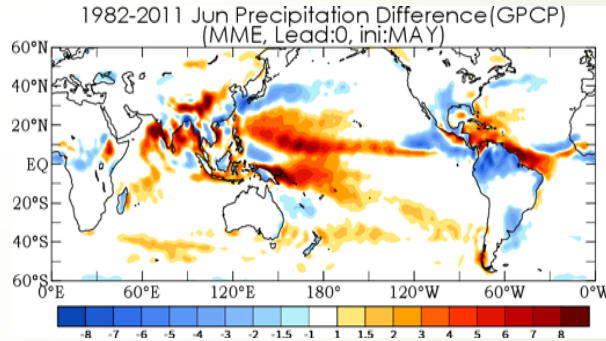 1982-2011 Jun Precipitation Difference(GPCP)
(MME, Lead:0, ini:MAY)
60°N
40°N
20°N
EQ
20°S
40°S
60°S
0°E 60°E 120°E 180° 120°W 60°W 0°W
-8 -7 -6 -5 -4 -3 -2 -1.5 -1 1 1.5 2 3 4 5 6 7 8